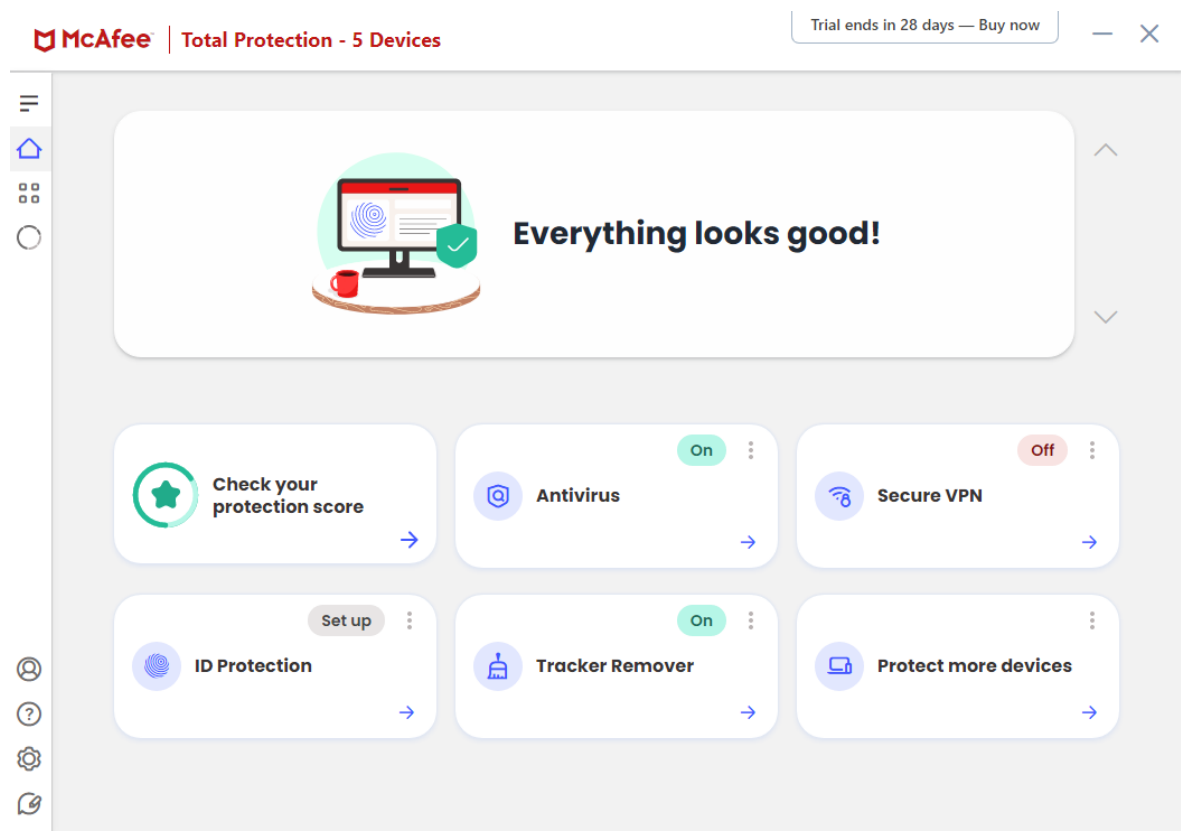 McAfee Total Protection - 5 Devices
Trial ends in 28 days — Buy now
Everything looks good!
Check your
protection score
On
Antivirus
Off
Secure VPN
Set up
ID Protection
On
Tracker Remover
Protect more devices